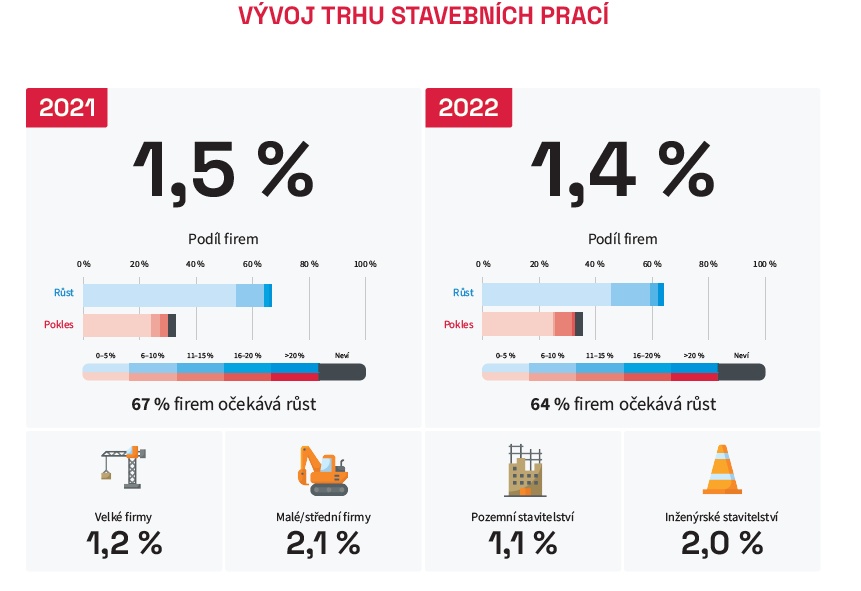 VÝVOJ TRHU STAVEBNÍCH PRACÍ
2021
1,5 %
Podíl firem
0 % 20 % 40 % 60 % 80 % 100 %
Růst
Pokles
0–5 % 6–10 % 11–15 % 16–20 % >20 % Neví
67 % firem očekává růst
2022
1,4 %
Podíl firem
0 % 20 % 40 % 60 % 80 % 100 %
Růst
Pokles
0–5 % 6–10 % 11–15 % 16–20 % >20 % Neví
64 % firem očekává růst
Velké firmy
1,2 %
Malé/střední firmy
2,1 %
Pozemní stavitelství
1,1 %
Inženýrské stavitelství
2,0 %